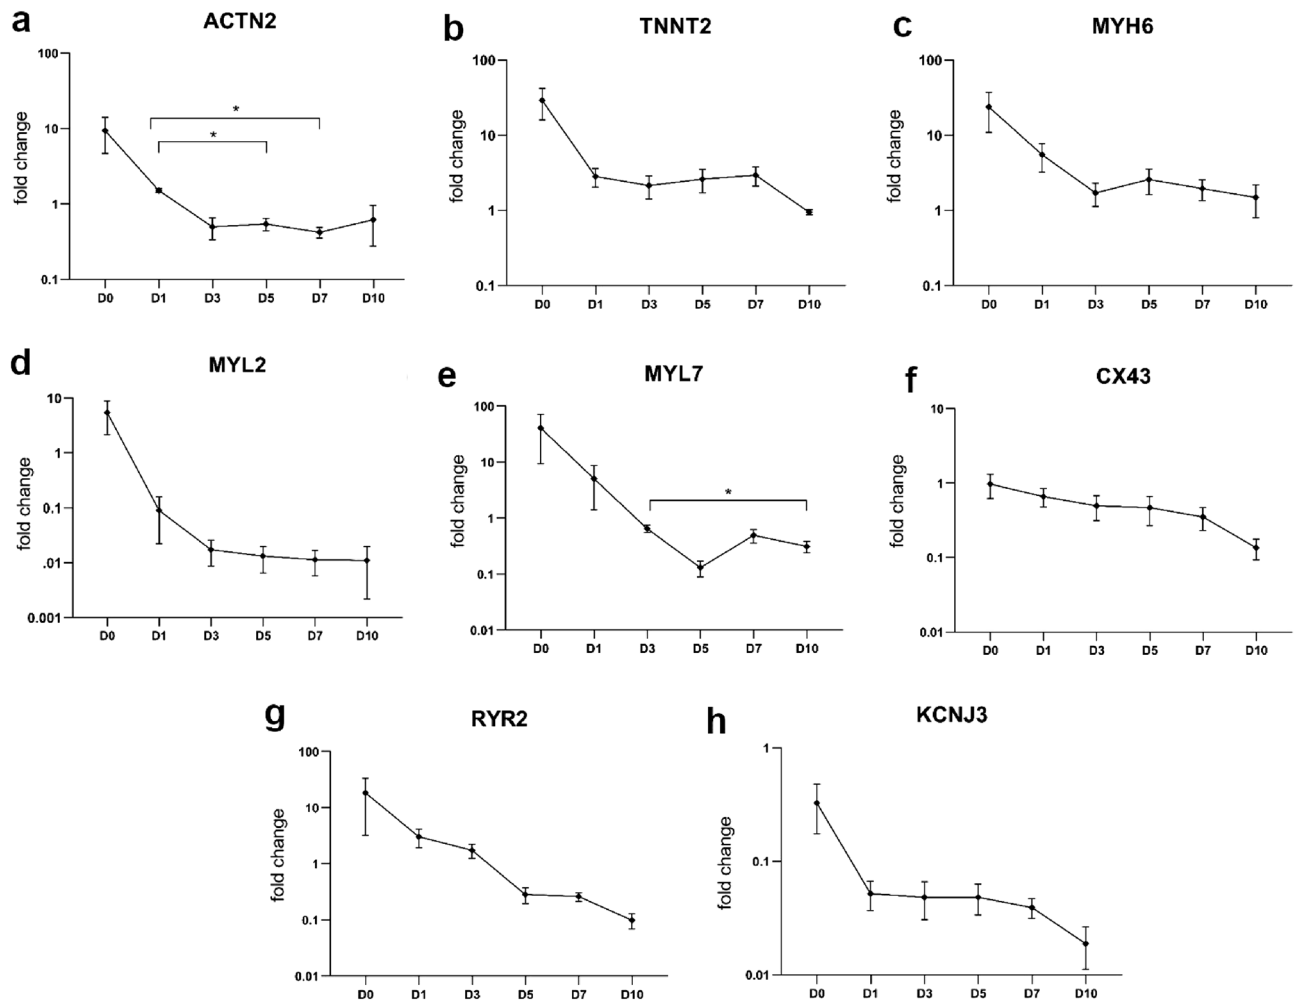 a
ACTN2
fold change
100
10
1
0.1
*
*
D0 D1 D3 D5 D7 D10
b
TNNT2
fold change
100
10
1
0.1
D0 D1 D3 D5 D7 D10
c
MYH6
fold change
100
10
1
0.1
D0 D1 D3 D5 D7 D10
d
MYL2
fold change
10
1
0.1
0.01
0.001
D0 D1 D3 D5 D7 D10
e
MYL7
fold change
100
10
1
0.1
0.01
*
D0 D1 D3 D5 D7 D10
f
CX43
fold change
10
1
0.1
0.01
D0 D1 D3 D5 D7 D10
g
RYR2
fold change
100
10
1
0.1
0.01
D0 D1 D3 D5 D7 D10
h
KCNJ3
fold change
1
0.1
0.01
D0 D1 D3 D5 D7 D10